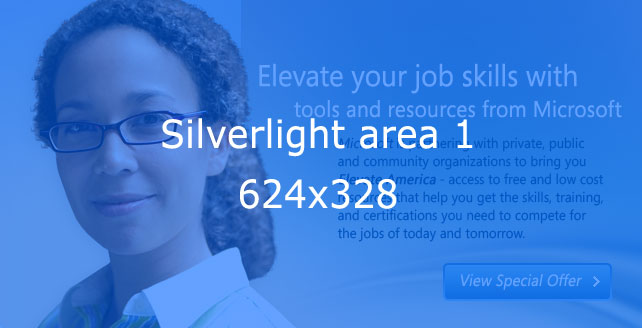 Elevate your job skills with
tools and resources from Microsoft
Silverlight area 1
with private, public
and community organizations to bring you
Elevate America - access to free and low cost
resources that help you get the skills, training,
624x328
and certifications you need to compete for
the jobs of today and tomorrow.
View Special Offer